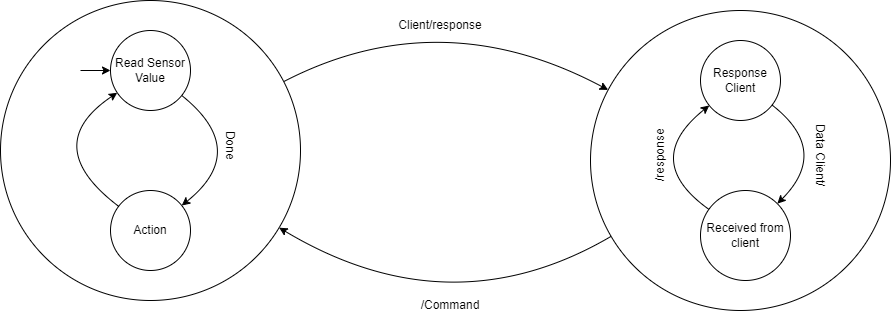 Client/response
Read Sensor
Value
Done
Action
Response
Client
/response
Data Client/
Received from
client
/Command